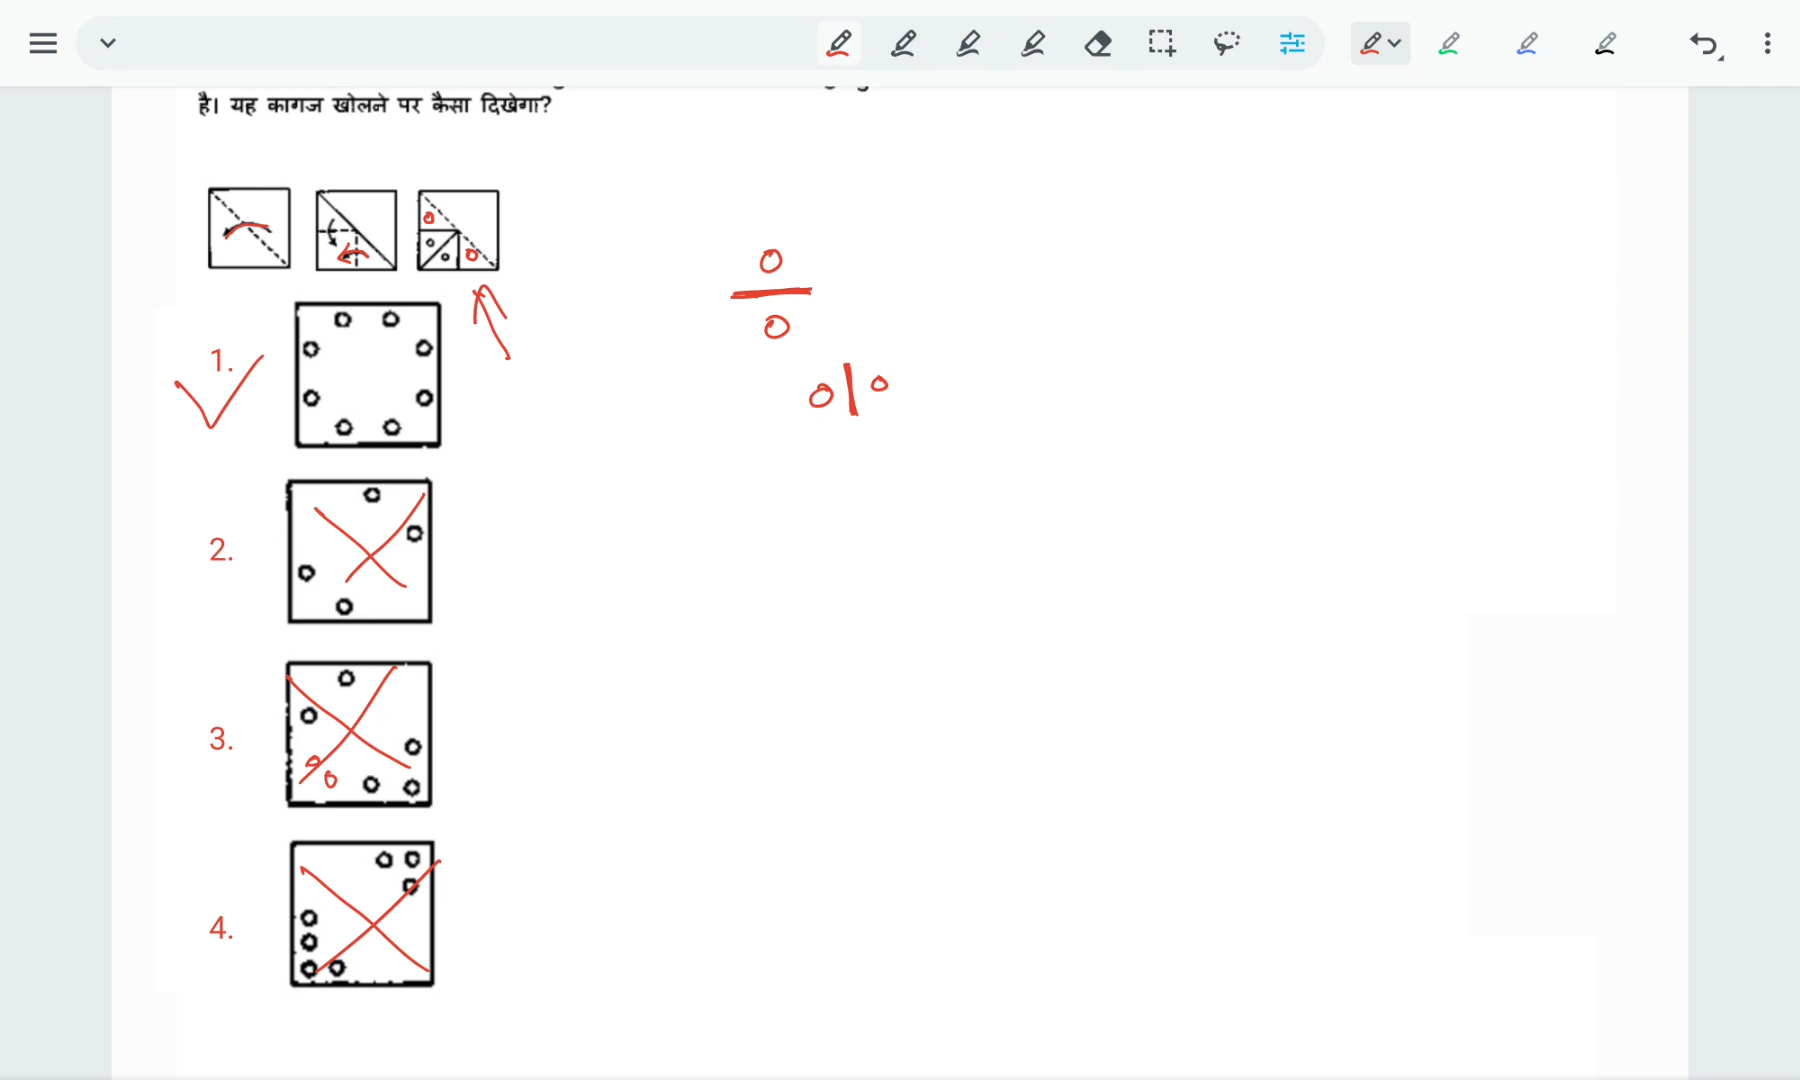 है। यह कागज खोलने पर कैसा दिखेगा?
1.
2.
3.
4.